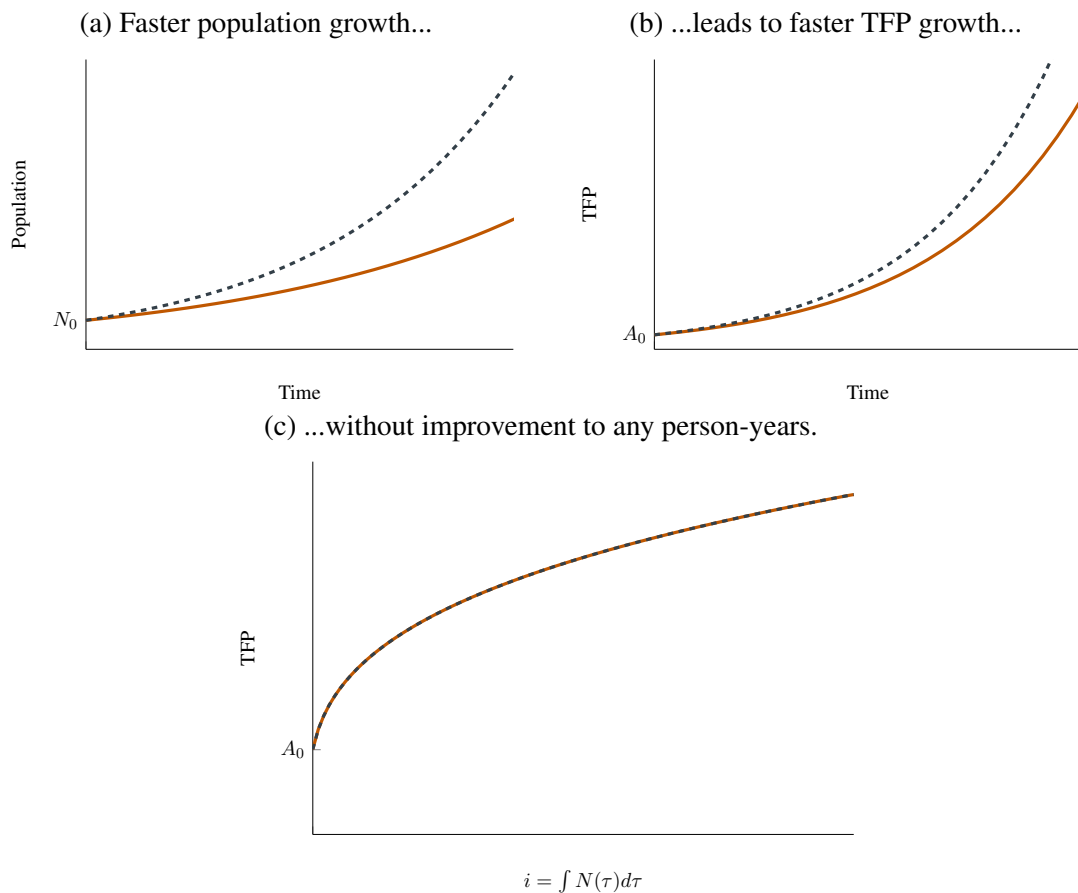 (a) Faster population growth...
(b) ...leads to faster TFP growth...
Population
N₀
Time
TFP
A₀
Time
(c) ...without improvement to any person-years.
TFP
A₀
i = ∫ N(τ)dτ